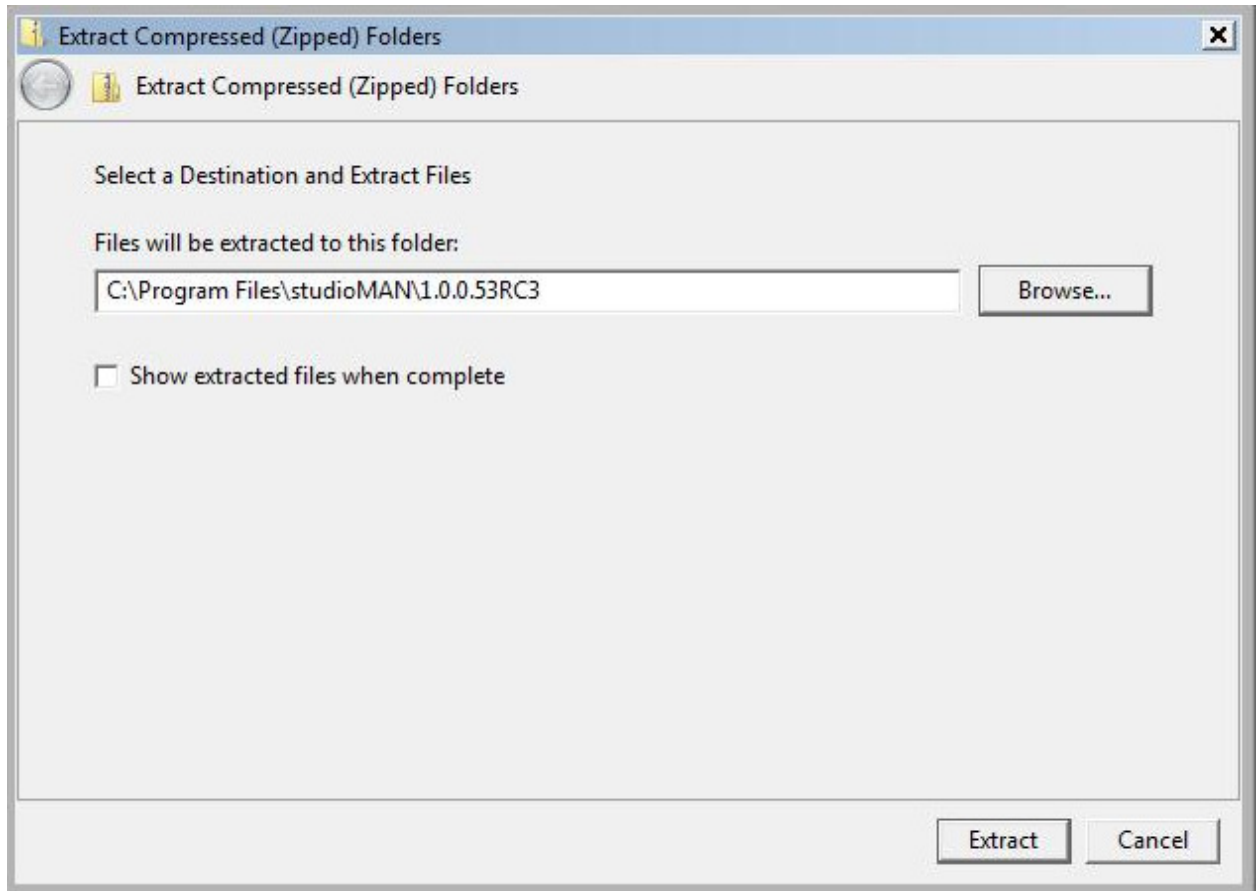 Extract Compressed (Zipped) Folders
Extract Compressed (Zipped) Folders
Select a Destination and Extract Files
Files will be extracted to this folder:
C:\Program Files\studioMAN\1.0.0.53RC3
Browse...
Show extracted files when complete
Extract
Cancel